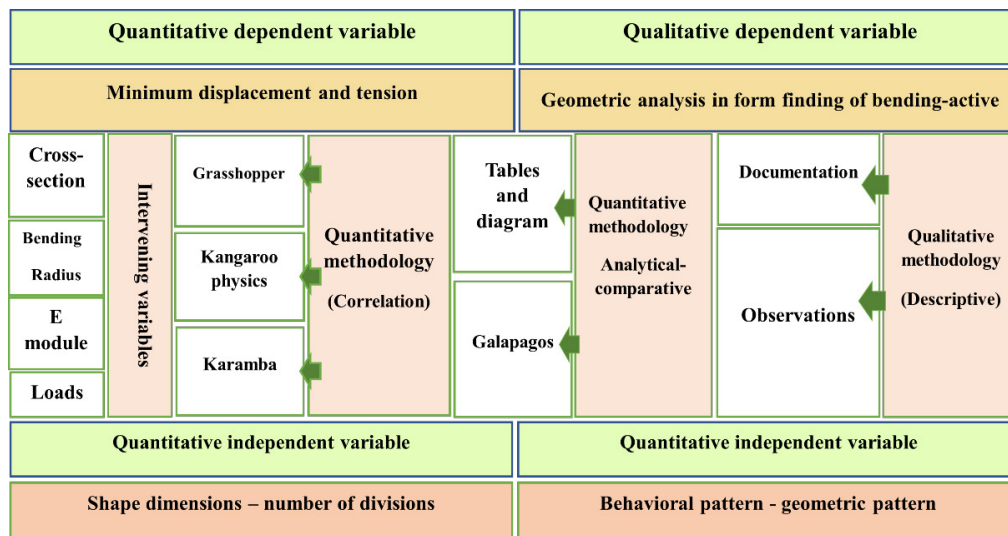 Quantitative dependent variable
Qualitative dependent variable
Minimum displacement and tension
Geometric analysis in form finding of bending-active
Cross-
section
Bending
Radius
E
module
Loads
Intervening variables
Grasshopper
Kangaroo
physics
Karamba
Quantitative
methodology
(Correlation)
Tables
and
diagram
Galapagos
Quantitative
methodology
Analytical-
comparative
Documentation
Observations
Qualitative
methodology
(Descriptive)
Quantitative independent variable
Quantitative independent variable
Shape dimensions – number of divisions
Behavioral pattern - geometric pattern